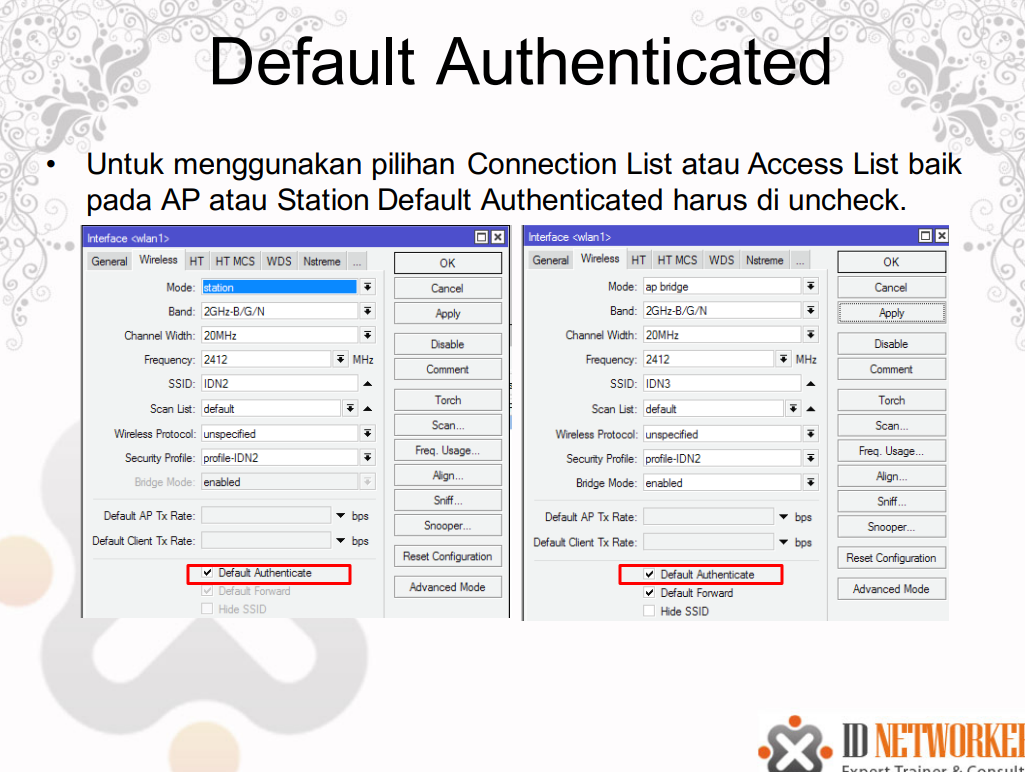 Default Authenticated
• Untuk menggunakan pilihan Connection List atau Access List baik
pada AP atau Station Default Authenticated harus di uncheck.
Interface <wlan1>
General Wireless HT HT MCS WDS Nstreme ...
Mode: station
Band: 2GHz-B/G/N
Channel Width: 20MHz
Frequency: 2412 MHz
SSID: IDN2
Scan List: default
Wireless Protocol: unspecified
Security Profile: profile-IDN2
Bridge Mode: enabled
Default AP Tx Rate: bps
Default Client Tx Rate: bps
Default Authenticate
Default Forward
Hide SSID
OK
Cancel
Apply
Disable
Comment
Torch
Scan...
Freq. Usage...
Align...
Sniff...
Snooper...
Reset Configuration
Advanced Mode
Interface <wlan1>
General Wireless HT HT MCS WDS Nstreme ...
Mode: ap bridge
Band: 2GHz-B/G/N
Channel Width: 20MHz
Frequency: 2412 MHz
SSID: IDN3
Scan List: default
Wireless Protocol: unspecified
Security Profile: profile-IDN2
Bridge Mode: enabled
Default AP Tx Rate: bps
Default Client Tx Rate: bps
Default Authenticate
Default Forward
Hide SSID
OK
Cancel
Apply
Disable
Comment
Torch
Scan...
Freq. Usage...
Align...
Sniff...
Snooper...
Reset Configuration
Advanced Mode
ID NETWORKE
Expert Trainer & Consult